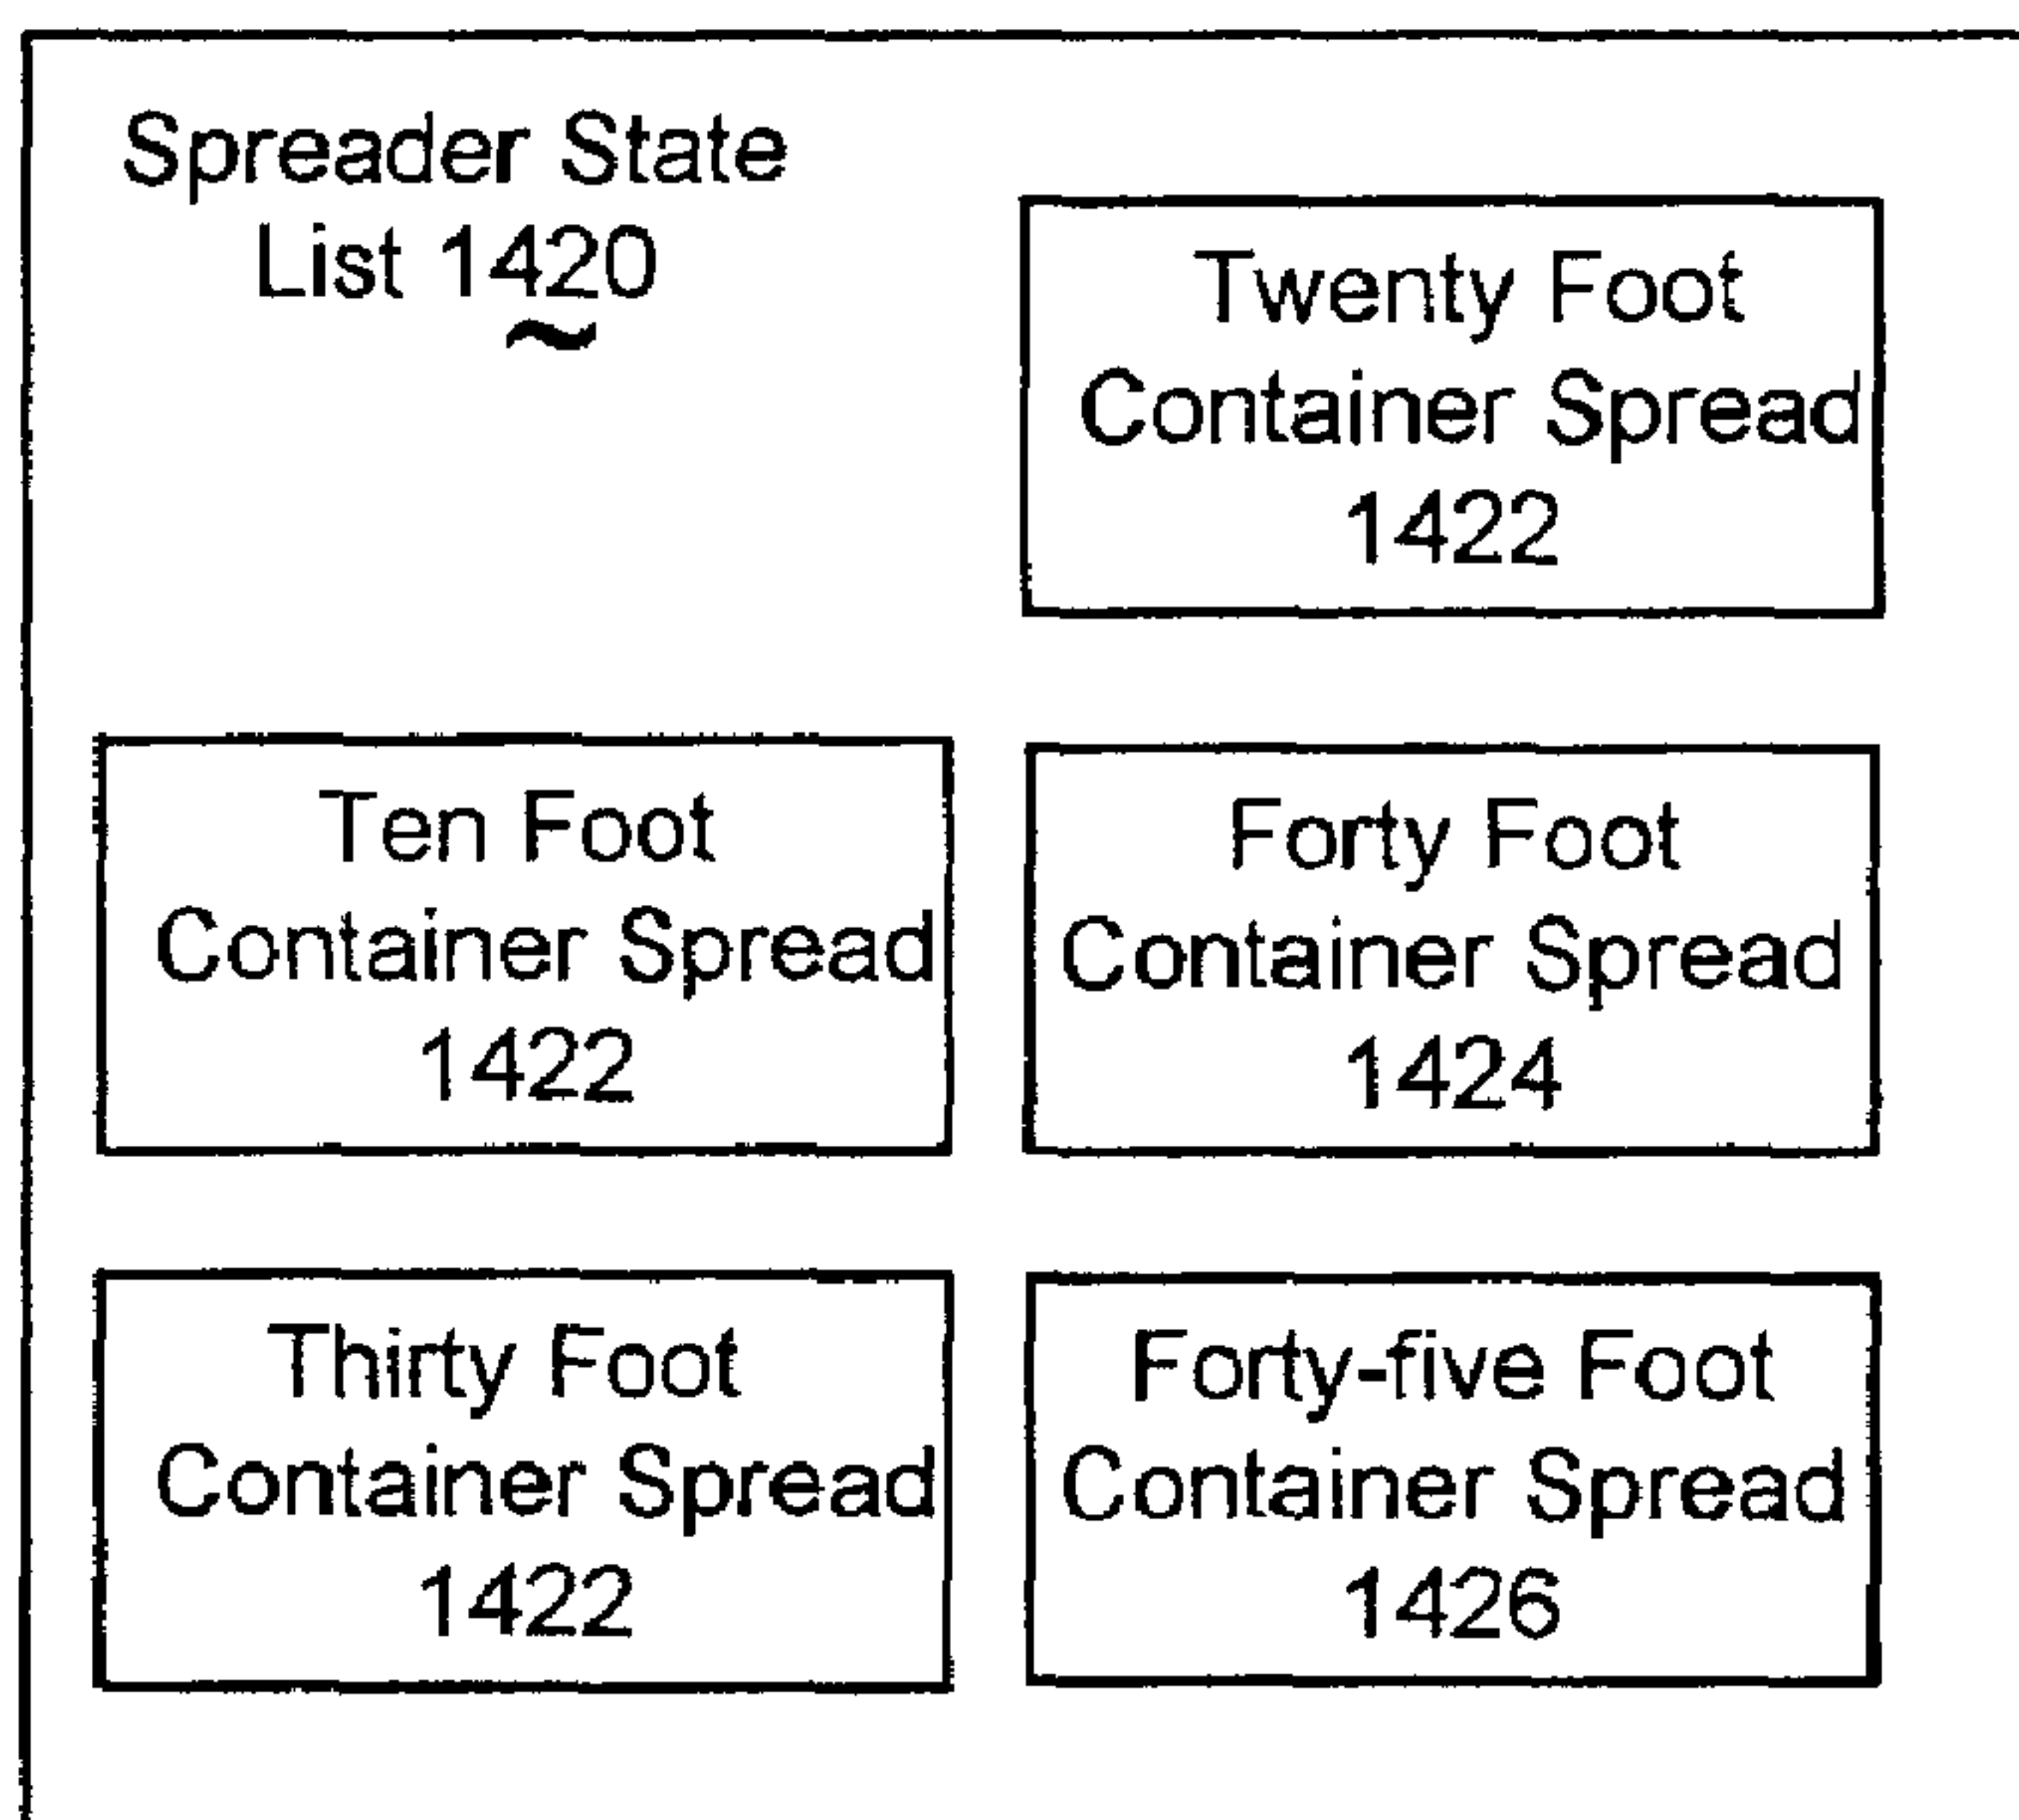 Spreader State
List 1420
Twenty Foot
Container Spread
1422
Ten Foot
Container Spread
1422
Forty Foot
Container Spread
1424
Thirty Foot
Container Spread
1422
Forty-five Foot
Container Spread
1426